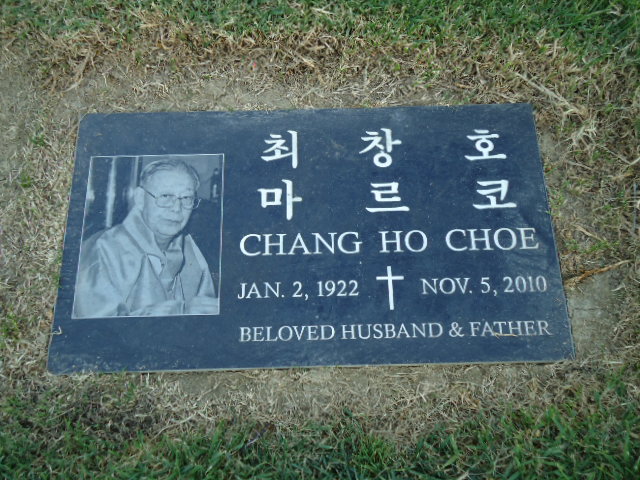 최 창 호
마 르 코
CHANG HO CHOE
JAN. 2, 1922 NOV. 5, 2010
BELOVED HUSBAND & FATHER